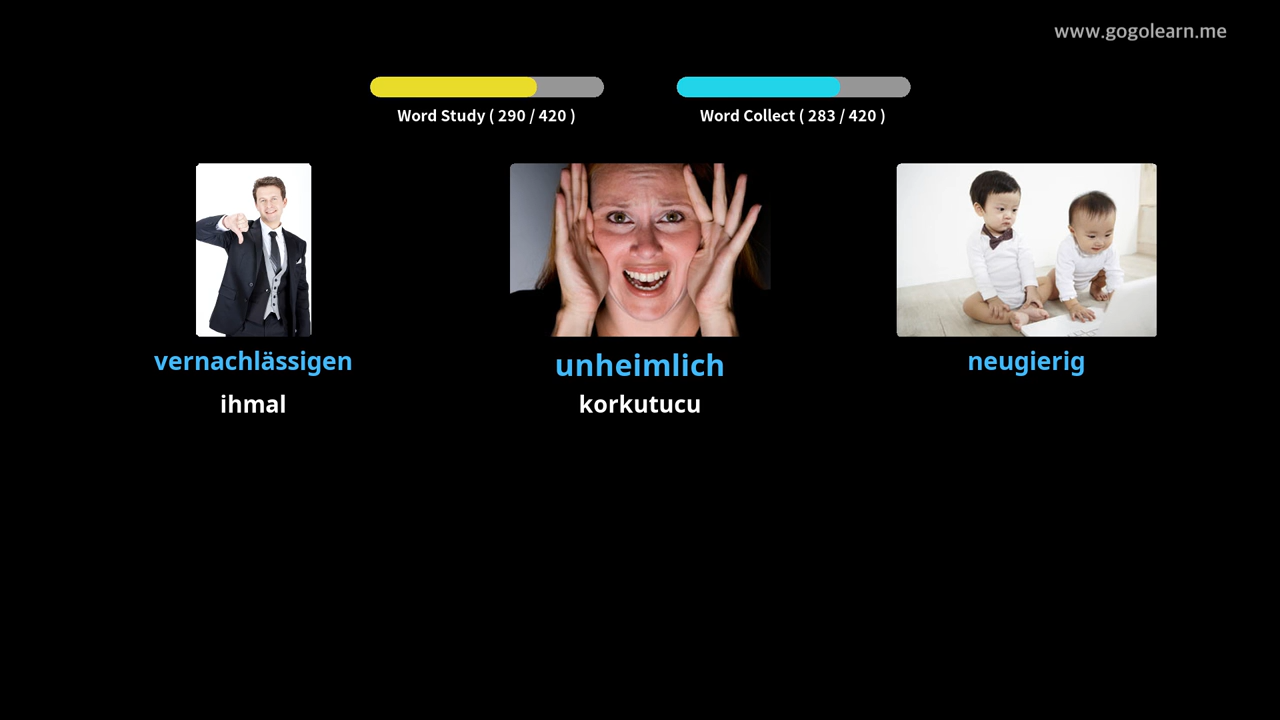 www.gogolearn.me
Word Study ( 290 / 420 )
Word Collect ( 283 / 420 )
vernachlässigen
ihmal
unheimlich
korkutucu
neugierig